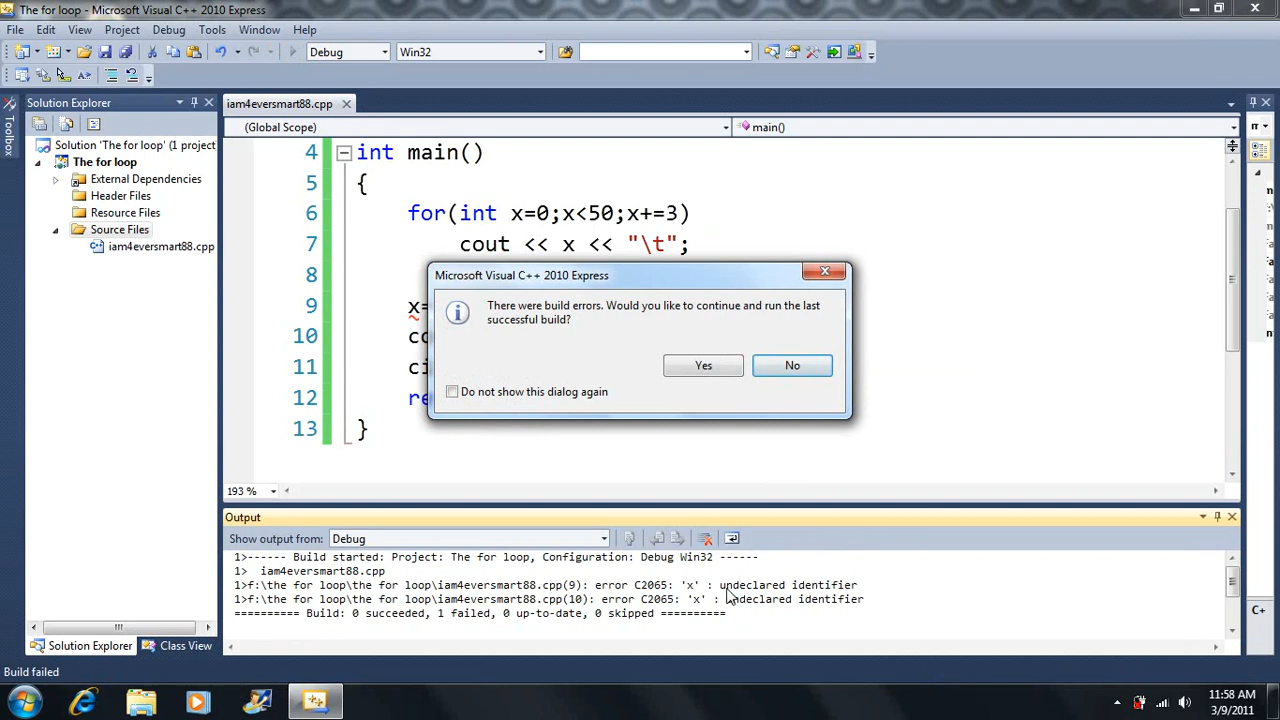 The for loop - Microsoft Visual C++ 2010 Express
File Edit View Project Debug Tools Window Help
Debug Win32
Solution Explorer
iam4eversmart88.cpp
Toolbox
(Global Scope) main()
Solution 'The for loop' (1 project
The for loop
External Dependencies
Header Files
Resource Files
Source Files
iam4eversmart88.cpp
4 int main()
5 {
6 for(int x=0;x<50;x+=3)
7 cout << x << "\t";
8
9 x=
10 co
11 ci
12 re
13 }
Microsoft Visual C++ 2010 Express
There were build errors. Would you like to continue and run the last
successful build?
Yes No
Do not show this dialog again
193 %
Output
Show output from: Debug
1>------ Build started: Project: The for loop, Configuration: Debug Win32 ------
1> iam4eversmart88.cpp
1>f:\the for loop\the for loop\iam4eversmart88.cpp(9): error C2065: 'x' : undeclared identifier
1>f:\the for loop\the for loop\iam4eversmart88.cpp(10): error C2065: 'x' : undeclared identifier
========== Build: 0 succeeded, 1 failed, 0 up-to-date, 0 skipped ==========
C++
Solution Explorer Class View
Build failed
11:58 AM
3/9/2011